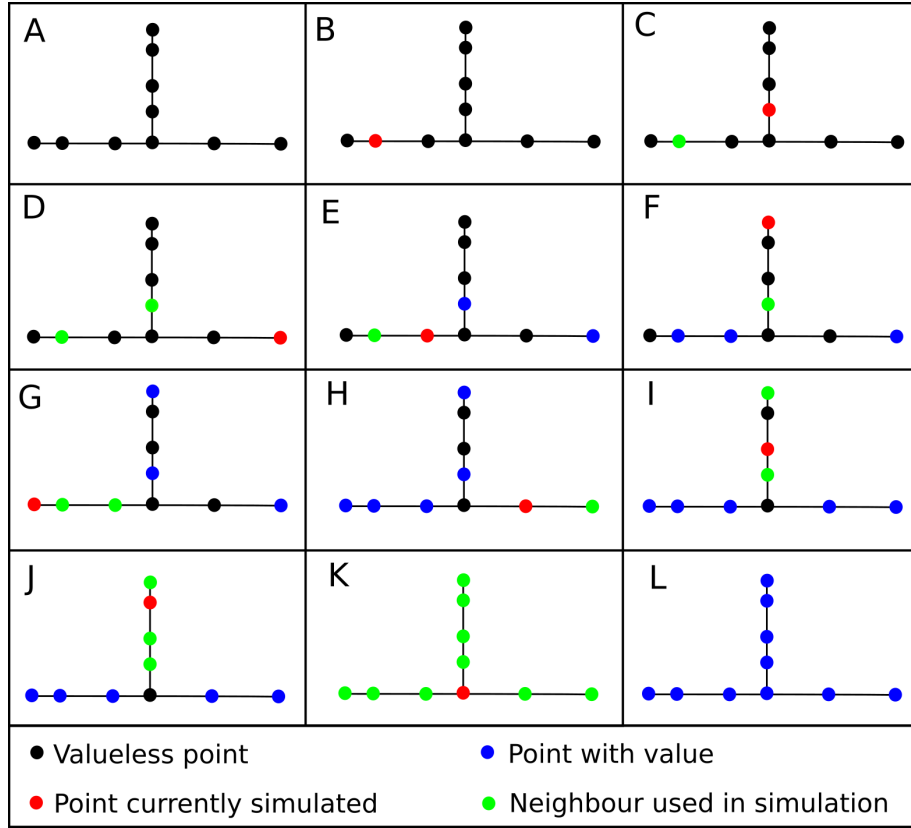 A
B
C
D
E
F
G
H
I
J
K
L
Valueless point
Point with value
Point currently simulated
Neighbour used in simulation